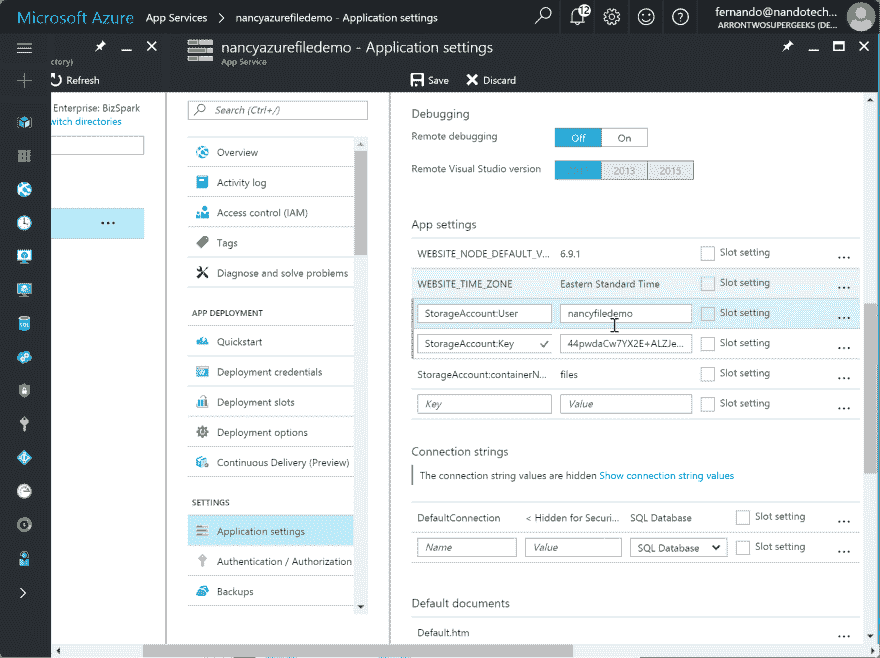 Microsoft Azure App Services > nancyazurefiledemo - Application settings
12
fernando@nandotech...
ARRONTWOSUPERGEEKS (DE...
nancyazurefiledemo - Application settings
App Service
ctory)
Refresh
Save Discard
Enterprise: BizSpark
witch directories
...
Search (Ctrl+/)
Overview
Activity log
Access control (IAM)
Tags
Diagnose and solve problems
APP DEPLOYMENT
Quickstart
Deployment credentials
Deployment slots
Deployment options
Continuous Delivery (Preview)
SETTINGS
Application settings
Authentication / Authorization
Backups
Debugging
Remote debugging Off On
Remote Visual Studio version 2013 2015
App settings
WEBSITE_NODE_DEFAULT_V... 6.9.1 Slot setting ...
WEBSITE_TIME_ZONE Eastern Standard Time Slot setting ...
StorageAccount:User nancyfiledemo Slot setting ...
StorageAccount:Key 44pwdaCw7YX2E+ALZJe... Slot setting ...
StorageAccount:containerN... files Slot setting ...
Key Value Slot setting ...
Connection strings
The connection string values are hidden Show connection string values
DefaultConnection < Hidden for Securi... SQL Database Slot setting ...
Name Value SQL Database Slot setting ...
Default documents
Default.htm ...